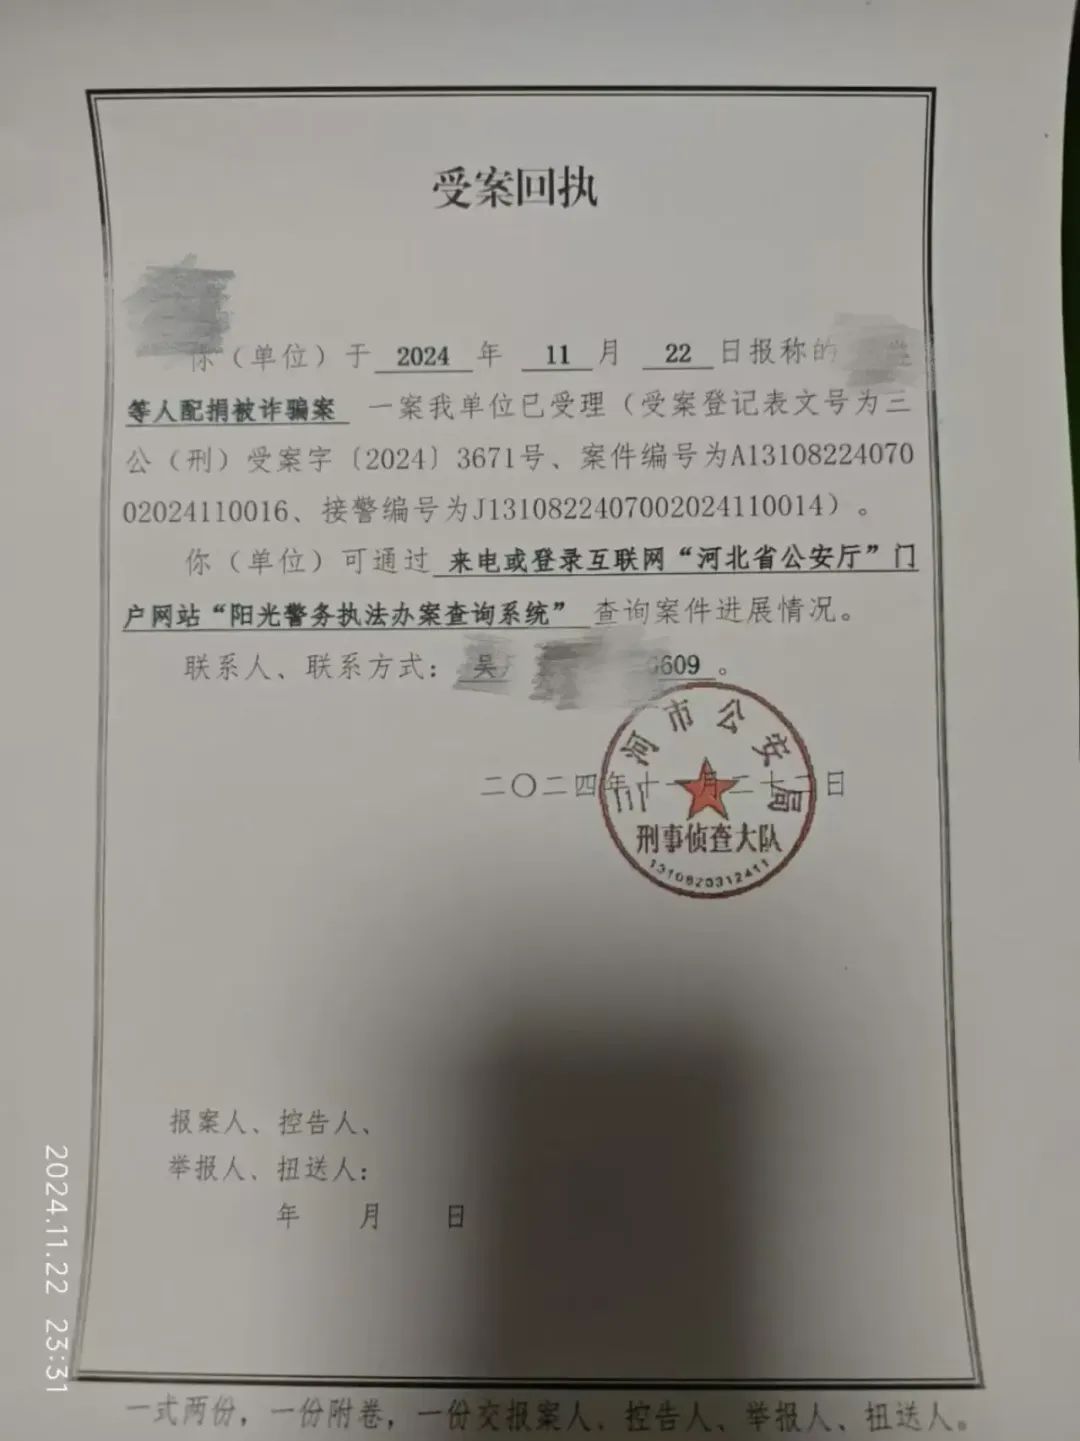 受案回执
你（单位）于 2024 年 11 月 22 日报称的
等人配捐被诈骗案 一案我单位已受理（受案登记表文号为三
公（刑）受案字〔2024〕3671号、案件编号为A13108224070
02024110016、接警编号为J1310822407002024110014）。
你（单位）可通过 来电或登录互联网“河北省公安厅”门
户网站“阳光警务执法办案查询系统” 查询案件进展情况。
联系人、联系方式：吴 6609 。
三河市公安局
二〇二四年十一月二十二日
刑事侦查大队
1310820312411
报案人、控告人、
举报人、扭送人：
年 月 日
一式两份，一份附卷，一份交报案人、控告人、举报人、扭送人。
2024.11.22 23:31